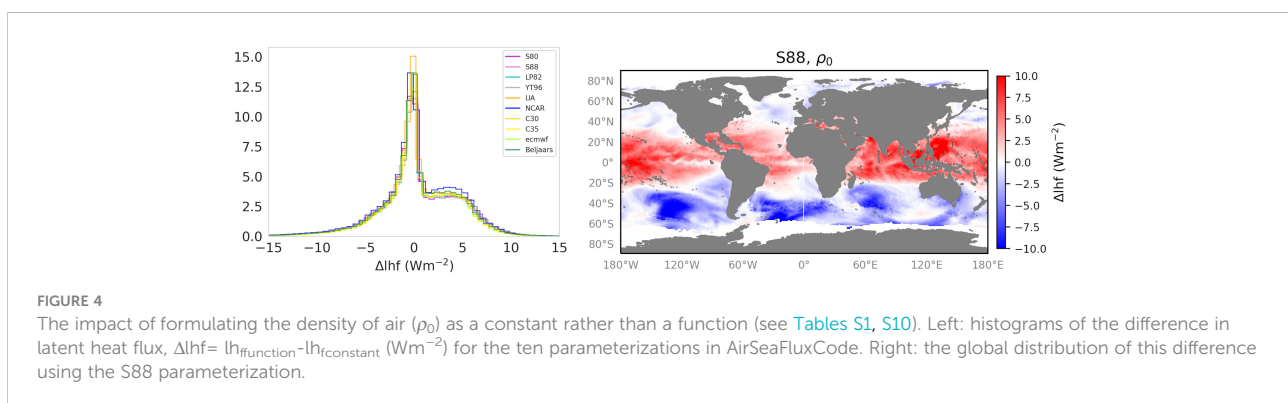 15.0
12.5
10.0
7.5
5.0
2.5
0.0
−15
−10
−5
0
5
10
15
Δlhf (Wm−2)
S80
S88
LP82
YT96
UA
NCAR
C30
C35
ecmwf
Beljaars
S88, ρ0
80°N
60°N
40°N
20°N
0°
20°S
40°S
60°S
80°S
180°W
120°W
60°W
0°
60°E
120°E
180°E
10.0
7.5
5.0
2.5
0.0
−2.5
−5.0
−7.5
−10.0
Δlhf (Wm−2)
FIGURE 4
The impact of formulating the density of air (ρ0) as a constant rather than a function (see Tables S1, S10). Left: histograms of the difference in
latent heat flux, Δlhf= lhffunction-lhfconstant (Wm−2) for the ten parameterizations in AirSeaFluxCode. Right: the global distribution of this difference
using the S88 parameterization.